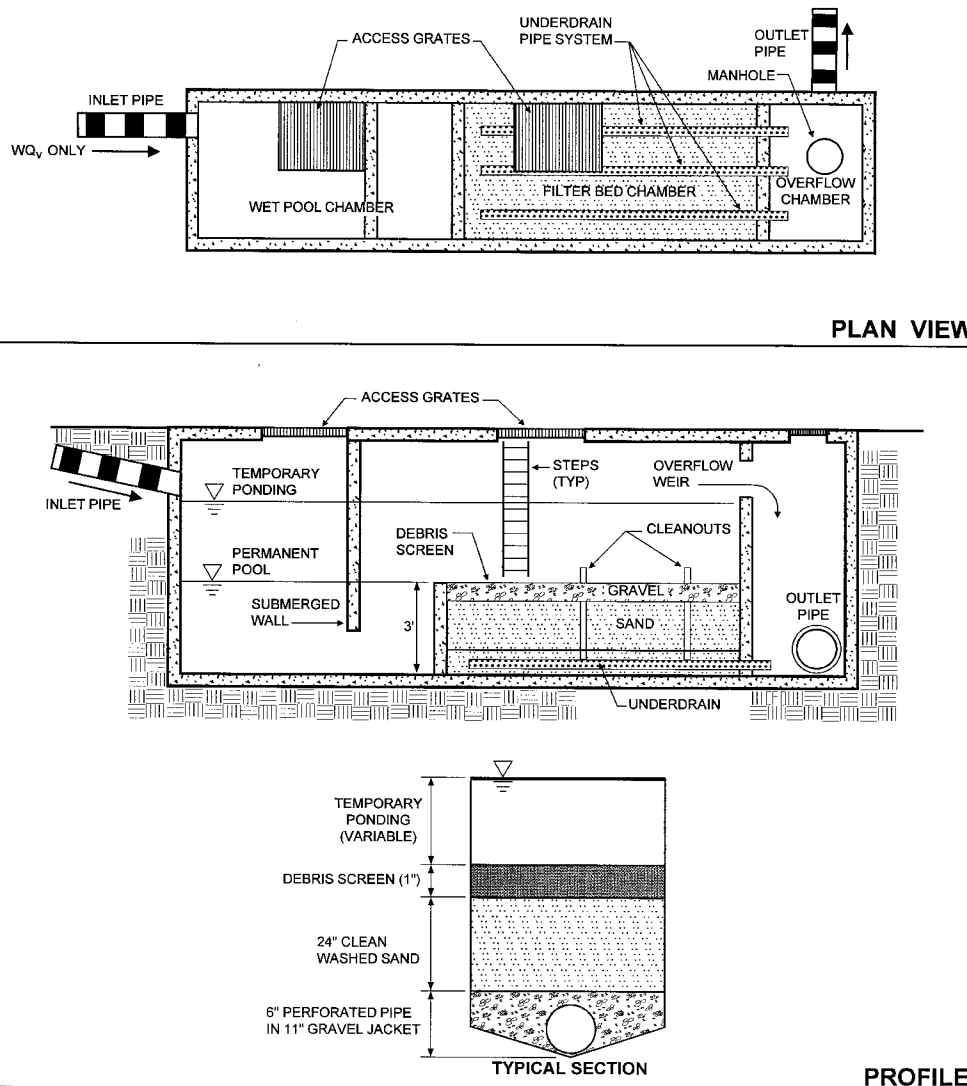 UNDERDRAIN
PIPE SYSTEM
ACCESS GRATES
OUTLET
PIPE
MANHOLE
INLET PIPE
WQv ONLY
WET POOL CHAMBER
FILTER BED CHAMBER
OVERFLOW
CHAMBER
PLAN VIEW
ACCESS GRATES
TEMPORARY
PONDING
STEPS
(TYP)
OVERFLOW
WEIR
INLET PIPE
DEBRIS
SCREEN
CLEANOUTS
PERMANENT
POOL
GRAVEL
SUBMERGED
WALL
3'
SAND
OUTLET
PIPE
UNDERDRAIN
TEMPORARY
PONDING
(VARIABLE)
DEBRIS SCREEN (1")
24" CLEAN
WASHED SAND
6" PERFORATED PIPE
IN 11" GRAVEL JACKET
TYPICAL SECTION
PROFILE